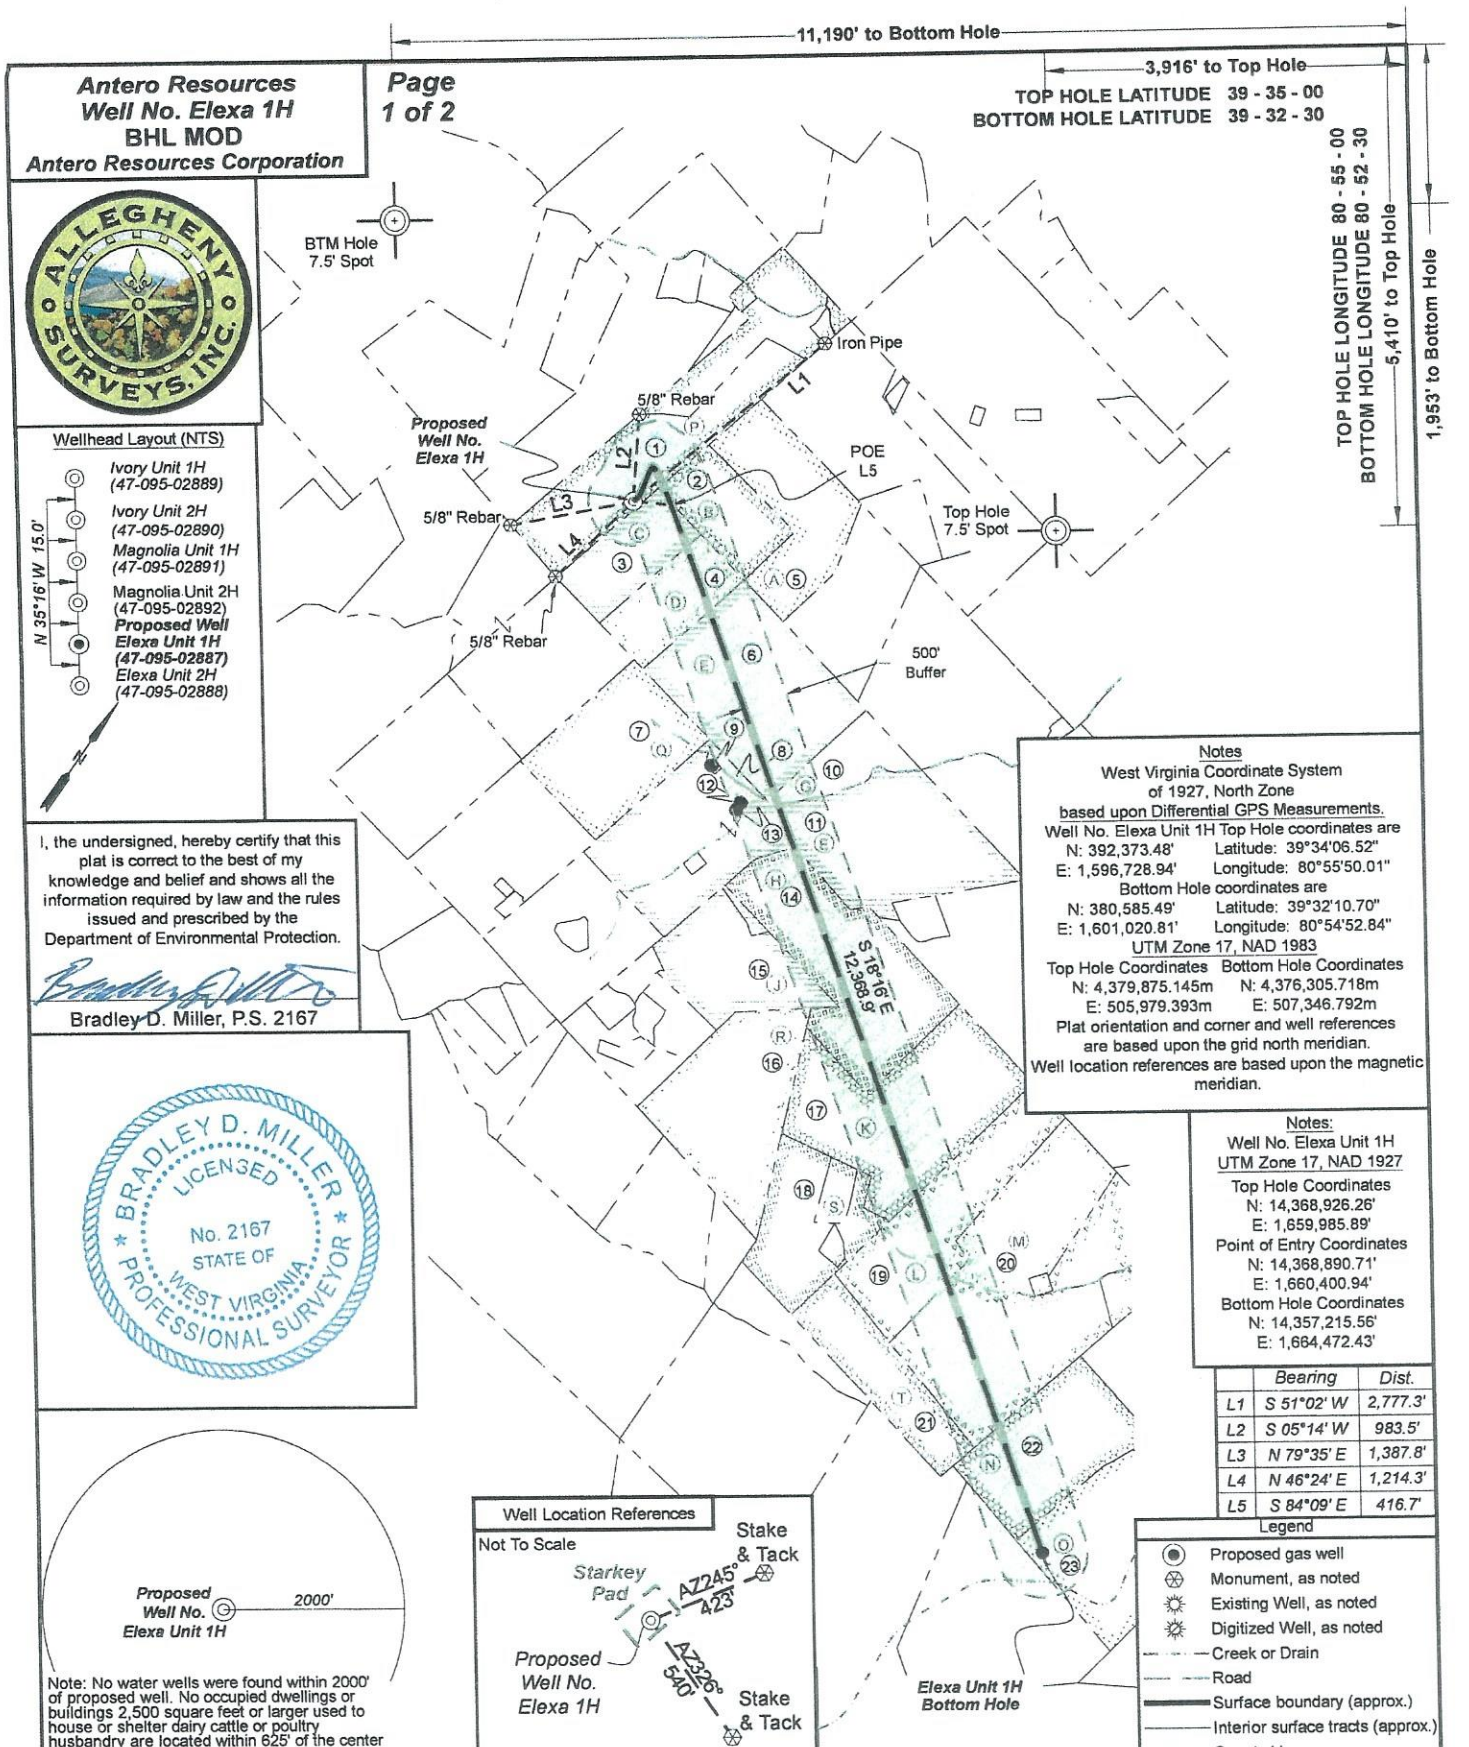 11,190' to Bottom Hole
3,916' to Top Hole
TOP HOLE LATITUDE 39 - 35 - 00
BOTTOM HOLE LATITUDE 39 - 32 - 30
TOP HOLE LONGITUDE 80 - 55 - 00
BOTTOM HOLE LONGITUDE 80 - 52 - 30
5,410' to Top Hole
1,953' to Bottom Hole
Antero Resources
Well No. Elexa 1H
BHL MOD
Antero Resources Corporation
Page
1 of 2
ALLEGHENY
SURVEYS, INC.
BTM Hole
7.5' Spot
Iron Pipe
L1
5/8" Rebar
Proposed
Well No.
Elexa 1H
P
1
L2
POE
L5
2
L3
5/8" Rebar
B
Top Hole
7.5' Spot
C
L4
3
4
A 5
D
5/8" Rebar
E
6
500'
Buffer
7
Q
9
8
10
12
G
13
11
E
H
14
S 18°16' E
12,368.9'
15
J
R
16
17
K
18
S
M
20
19
L
T
21
22
N
O
23
Elexa Unit 1H
Bottom Hole
Wellhead Layout (NTS)
Ivory Unit 1H
(47-095-02889)
Ivory Unit 2H
(47-095-02890)
Magnolia Unit 1H
(47-095-02891)
Magnolia Unit 2H
(47-095-02892)
Proposed Well
Elexa Unit 1H
(47-095-02887)
Elexa Unit 2H
(47-095-02888)
N 35°16' W 15.0'
N
I, the undersigned, hereby certify that this
plat is correct to the best of my
knowledge and belief and shows all the
information required by law and the rules
issued and prescribed by the
Department of Environmental Protection.
Bradley D. Miller, P.S. 2167
BRADLEY D. MILLER
LICENSED
No. 2167
STATE OF
WEST VIRGINIA
PROFESSIONAL SURVEYOR
Notes
West Virginia Coordinate System
of 1927, North Zone
based upon Differential GPS Measurements.
Well No. Elexa Unit 1H Top Hole coordinates are
N: 392,373.48' Latitude: 39°34'06.52"
E: 1,596,728.94' Longitude: 80°55'50.01"
Bottom Hole coordinates are
N: 380,585.49' Latitude: 39°32'10.70"
E: 1,601,020.81' Longitude: 80°54'52.84"
UTM Zone 17, NAD 1983
Top Hole Coordinates Bottom Hole Coordinates
N: 4,379,875.145m N: 4,376,305.718m
E: 505,979.393m E: 507,346.792m
Plat orientation and corner and well references
are based upon the grid north meridian.
Well location references are based upon the magnetic
meridian.
Notes:
Well No. Elexa Unit 1H
UTM Zone 17, NAD 1927
Top Hole Coordinates
N: 14,368,926.26'
E: 1,659,985.89'
Point of Entry Coordinates
N: 14,368,890.71'
E: 1,660,400.94'
Bottom Hole Coordinates
N: 14,357,215.56'
E: 1,664,472.43'
Bearing Dist.
L1 S 51°02' W 2,777.3'
L2 S 05°14' W 983.5'
L3 N 79°35' E 1,387.8'
L4 N 46°24' E 1,214.3'
L5 S 84°09' E 416.7'
Legend
Proposed gas well
Monument, as noted
Existing Well, as noted
Digitized Well, as noted
Creek or Drain
Road
Surface boundary (approx.)
Interior surface tracts (approx.)
Proposed
Well No.
Elexa Unit 1H
2000'
Note: No water wells were found within 2000'
of proposed well. No occupied dwellings or
buildings 2,500 square feet or larger used to
house or shelter dairy cattle or poultry
husbandry are located within 625' of the center
Well Location References
Not To Scale
Stake
& Tack
Starkey
Pad
AZ245°
423'
Proposed
Well No.
Elexa 1H
AZ326°
540'
Stake
& Tack